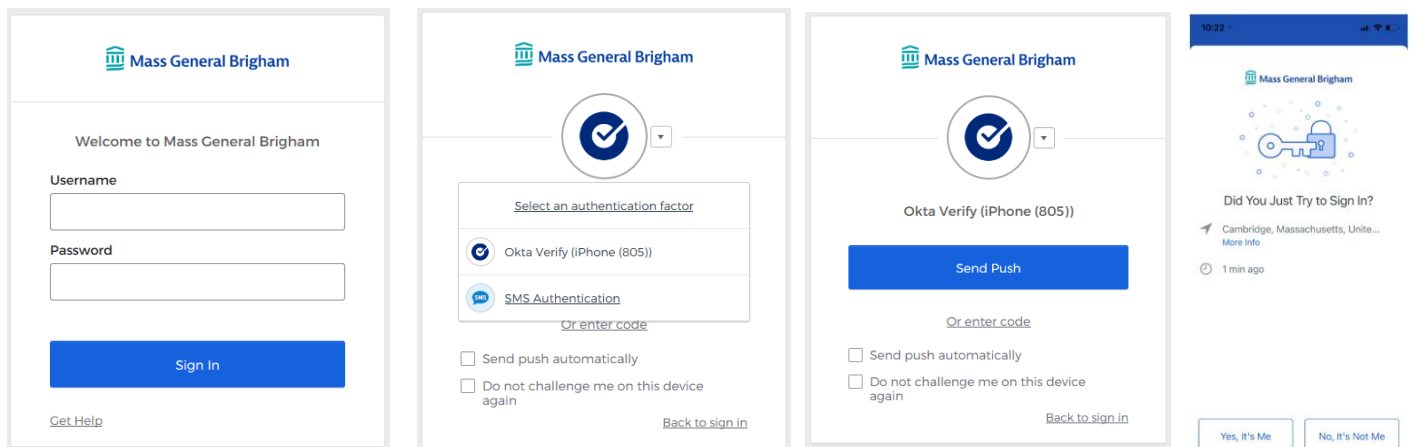 Mass General Brigham
Welcome to Mass General Brigham
Username
Password
Sign In
Get Help
Mass General Brigham
Select an authentication factor
Okta Verify (iPhone (805))
SMS
SMS Authentication
Or enter code
Send push automatically
Do not challenge me on this device
again
Back to sign in
Mass General Brigham
Okta Verify (iPhone (805))
Send Push
Or enter code
Send push automatically
Do not challenge me on this device
again
Back to sign in
10:22
Mass General Brigham
Did You Just Try to Sign In?
Cambridge, Massachusetts, Unite...
More Info
1 min ago
Yes, It's Me
No, It's Not Me